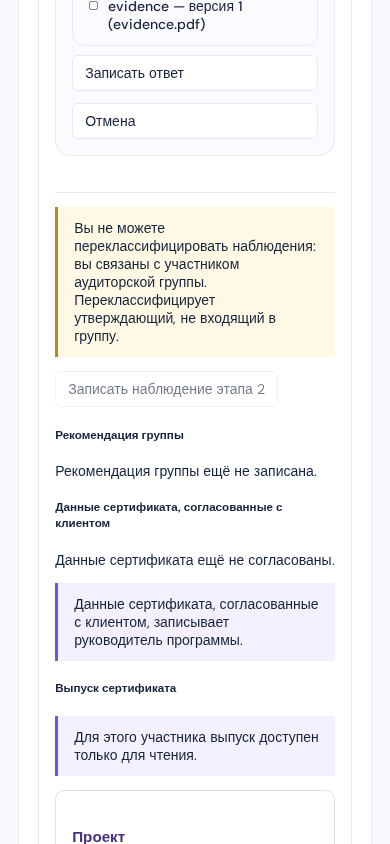 evidence — версия 1
(evidence.pdf)
Записать ответ
Отмена
Вы не можете
переклассифицировать наблюдения:
вы связаны с участником
аудиторской группы.
Переклассифицирует
утверждающий, не входящий в
группу.
Записать наблюдение этапа 2
Рекомендация группы
Рекомендация группы ещё не записана.
Данные сертификата, согласованные с
клиентом
Данные сертификата ещё не согласованы.
Данные сертификата, согласованные
с клиентом, записывает
руководитель программы.
Выпуск сертификата
Для этого участника выпуск доступен
только для чтения.
Проект